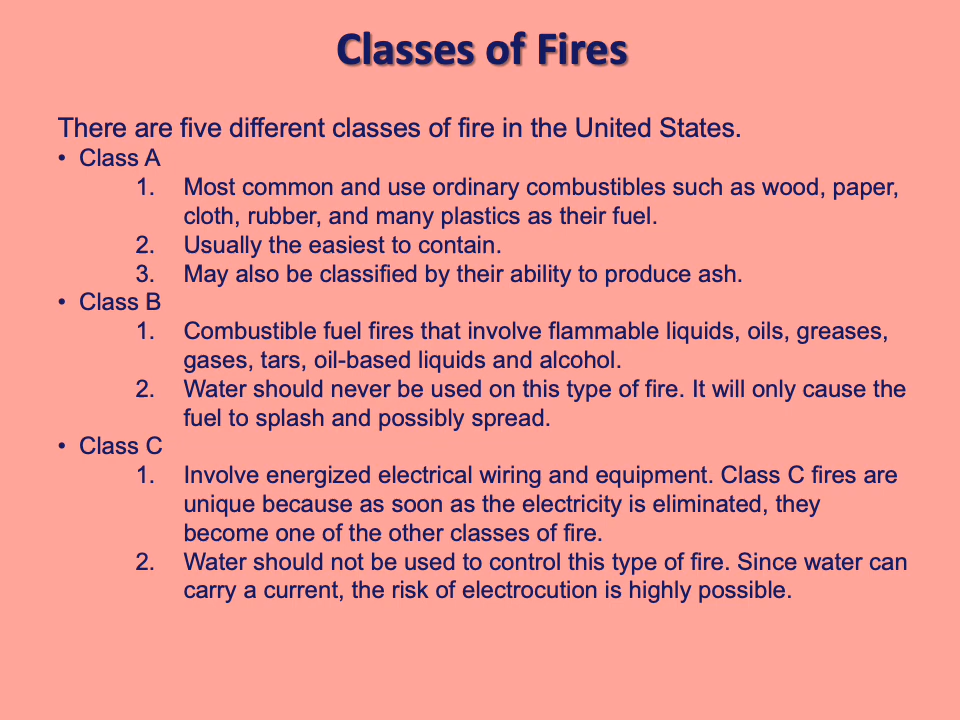 Classes of Fires
There are five different classes of fire in the United States.
• Class A
1. Most common and use ordinary combustibles such as wood, paper,
cloth, rubber, and many plastics as their fuel.
2. Usually the easiest to contain.
3. May also be classified by their ability to produce ash.
• Class B
1. Combustible fuel fires that involve flammable liquids, oils, greases,
gases, tars, oil-based liquids and alcohol.
2. Water should never be used on this type of fire. It will only cause the
fuel to splash and possibly spread.
• Class C
1. Involve energized electrical wiring and equipment. Class C fires are
unique because as soon as the electricity is eliminated, they
become one of the other classes of fire.
2. Water should not be used to control this type of fire. Since water can
carry a current, the risk of electrocution is highly possible.